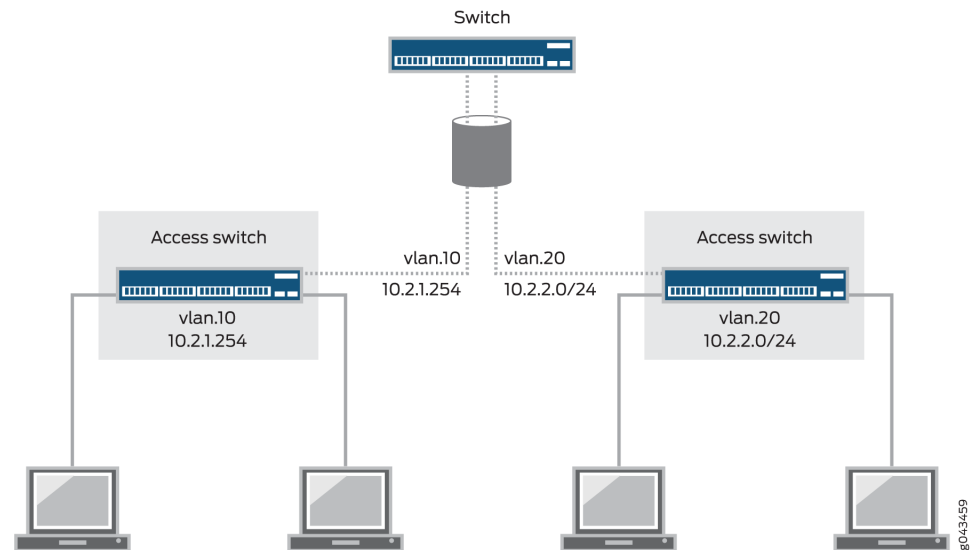 Switch
Access switch
Access switch
vlan.10
vlan.20
10.2.1.254
10.2.2.0/24
vlan.10
10.2.1.254
vlan.20
10.2.2.0/24
g043459